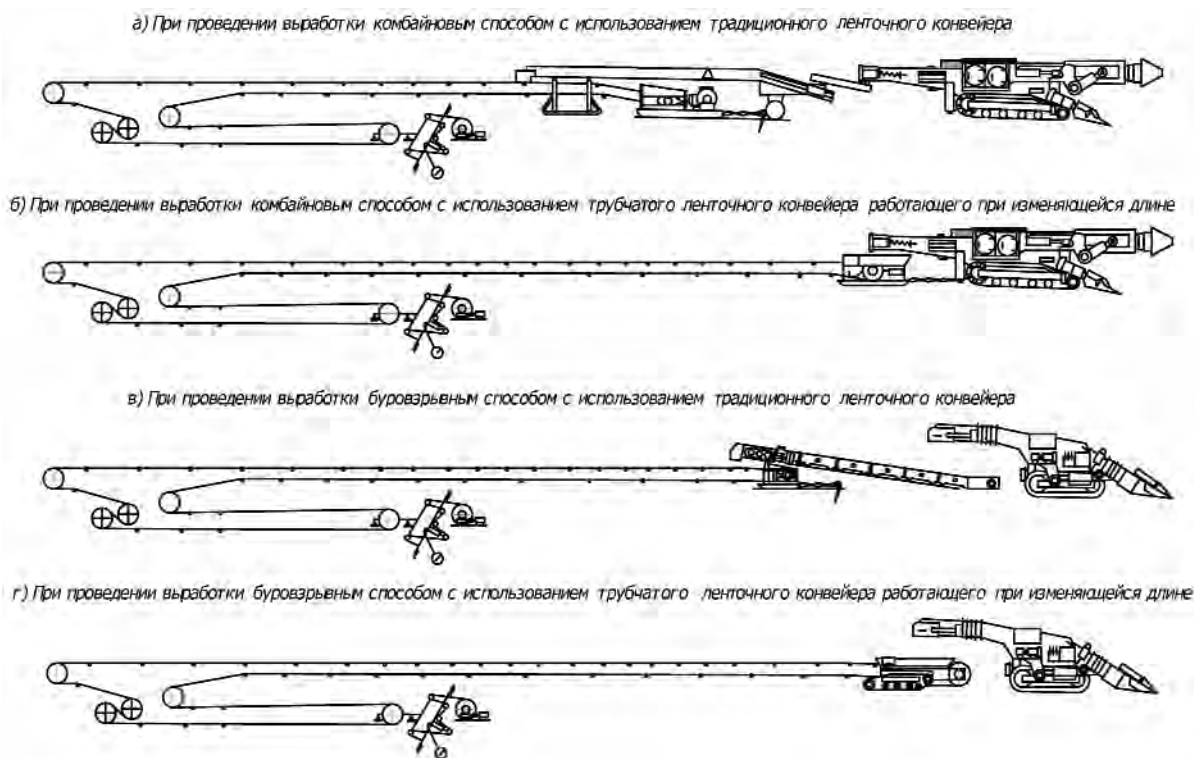 а) При проведении выработки комбайновым способом с использованием традиционного ленточного конвейера
б) При проведении выработки комбайновым способом с использованием трубчатого ленточного конвейера работающего при изменяющейся длине
в) При проведении выработки буровзрывным способом с использованием традиционного ленточного конвейера
г) При проведении выработки буровзрывным способом с использованием трубчатого ленточного конвейера работающего при изменяющейся длине